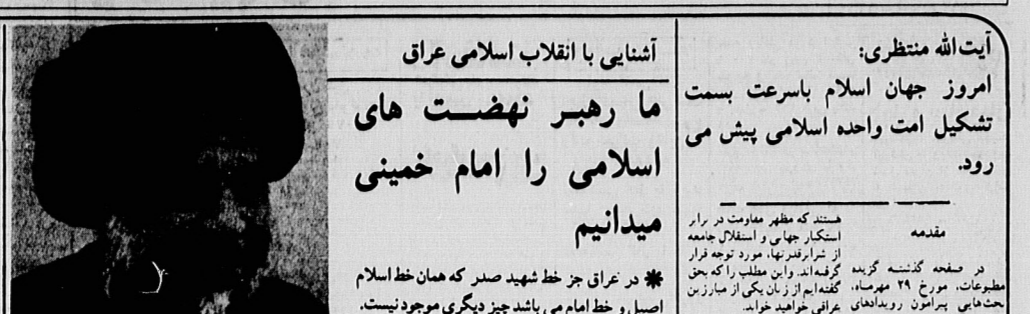 آیت‌الله منتظری:
امروز جهان اسلام باسرعت بسمت
تشکیل امت واحده اسلامی پیش می
رود.
مقدمه
در صفحه گذشته گزیده
مطبوعات، مورخ ۲۹ مهرماه،
بحث‌هایی پیرامون رویدادهای
هستند که مظهر مقاومت در برابر
استکبار جهانی و استقلال جامعه
از شرابرقدرتها، مورد توجه قرار
گرفته‌اند. واین مطلب را که بحق
گفته‌ایم از زبان یکی از مبارزین
عراقی خواهید خواند.
آشنایی با انقلاب اسلامی عراق
ما رهبر نهضت های
اسلامی را امام خمینی
میدانیم
* در عراق جز خط شهید صدر که همان خط اسلام
اصیل و خط امام می باشد چیز دیگری موجود نیست.